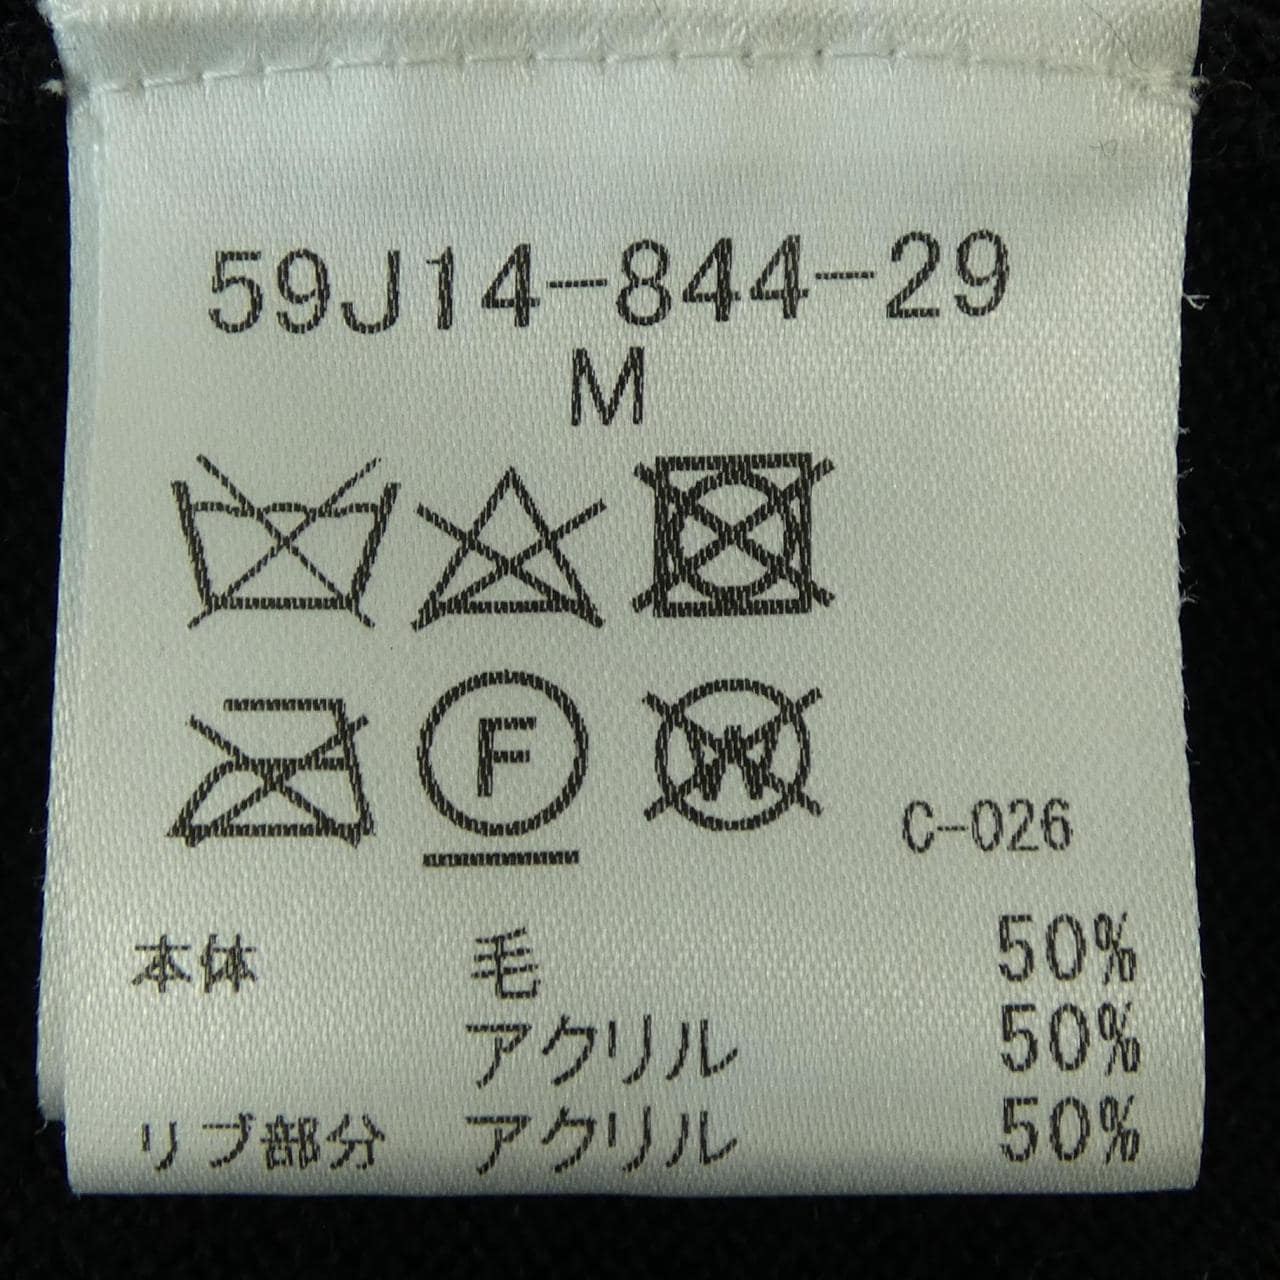 59J14-844-29
M
F
W
C-026
本体 毛 50%
アクリル 50%
リブ部分 アクリル 50%